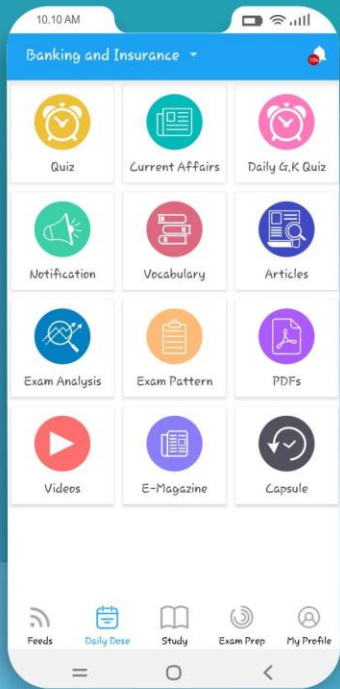 10.10 AM
Banking and Insurance
104
Quiz
Current Affairs
Daily G.K Quiz
Notification
Vocabulary
Articles
Exam Analysis
Exam Pattern
PDFs
Videos
E-Magazine
Capsule
Feeds
Daily Dose
Study
Exam Prep
My Profile